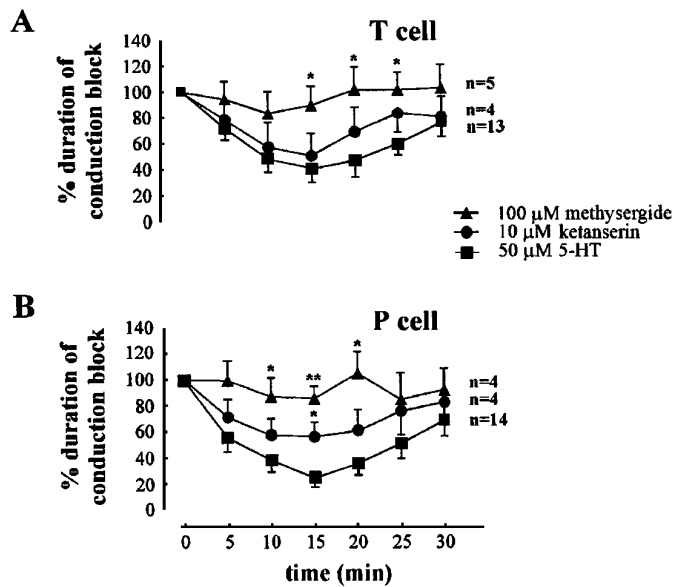 A
T cell
% duration of
conduction block
140
120
100
80
60
40
20
0
* * *
n=5
n=4
n=13
100 µM methysergide
10 µM ketanserin
50 µM 5-HT
B
P cell
% duration of
conduction block
140
120
100
80
60
40
20
0
* ** *
*
n=4
n=4
n=14
0 5 10 15 20 25 30
time (min)